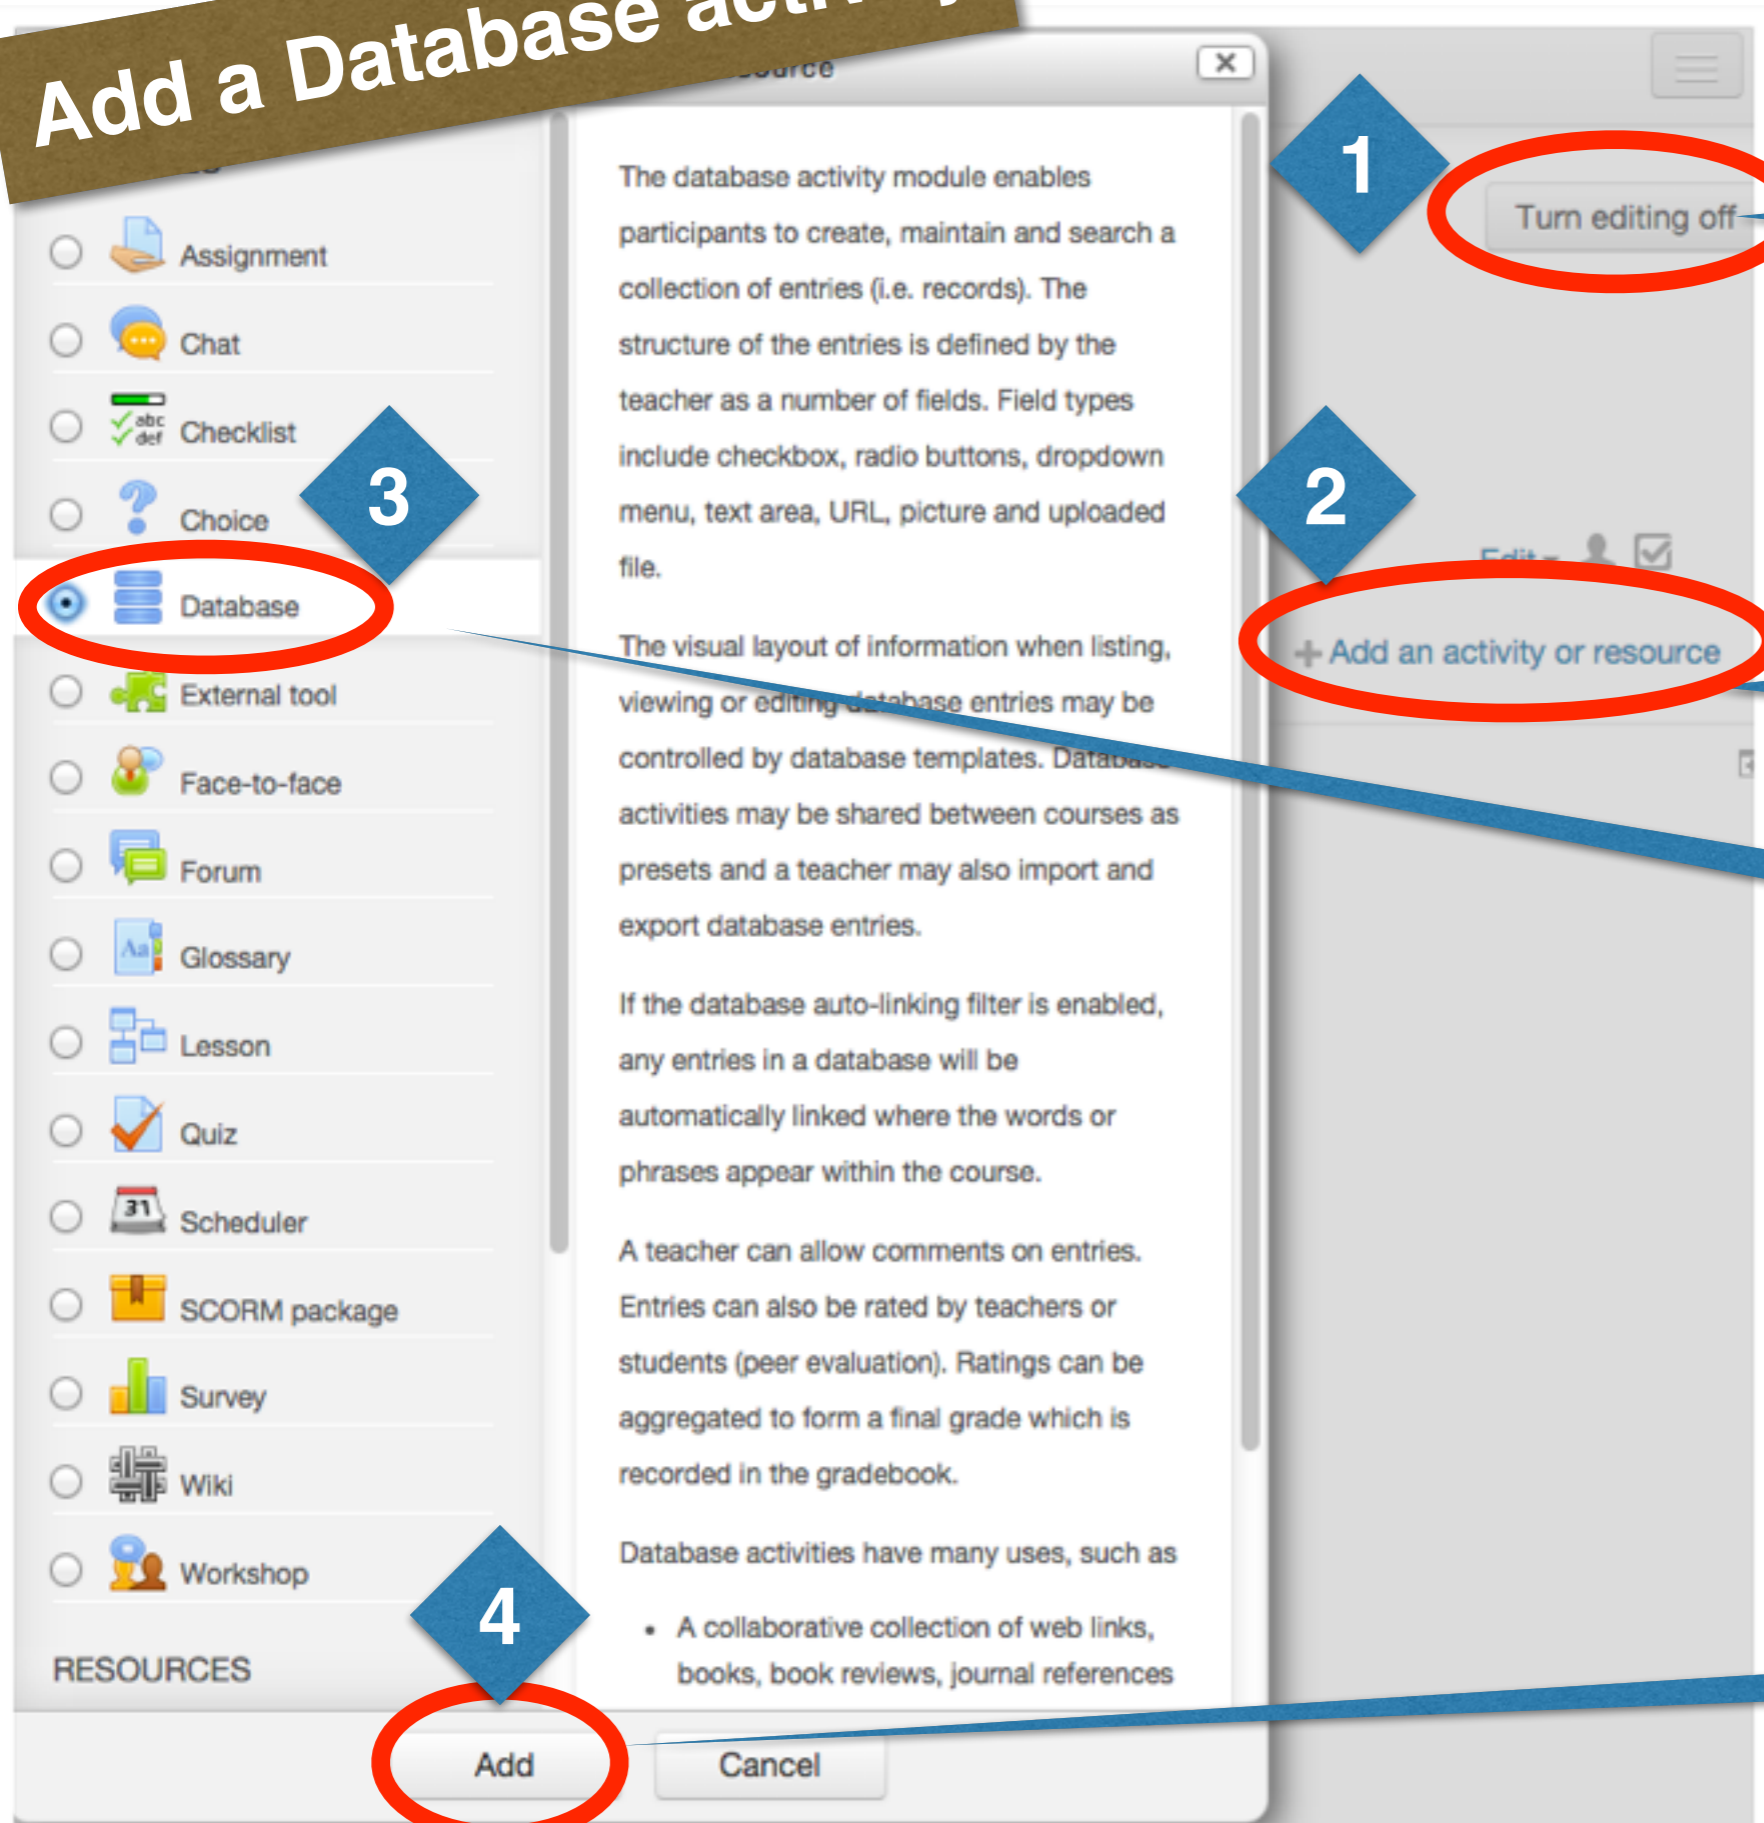 Add a Database
1
Turn editing off
Assignment
Chat
abc
def
Checklist
3
Choice
Database
External tool
Face-to-face
Forum
Aa
Glossary
Lesson
Quiz
31
Scheduler
SCORM package
Survey
Wiki
Workshop
4
RESOURCES
The database activity module enables
participants to create, maintain and search a
collection of entries (i.e. records). The
structure of the entries is defined by the
teacher as a number of fields. Field types
include checkbox, radio buttons, dropdown
menu, text area, URL, picture and uploaded
file.
The visual layout of information when listing,
viewing or editing database entries may be
controlled by database templates. Database
activities may be shared between courses as
presets and a teacher may also import and
export database entries.
If the database auto-linking filter is enabled,
any entries in a database will be
automatically linked where the words or
phrases appear within the course.
A teacher can allow comments on entries.
Entries can also be rated by teachers or
students (peer evaluation). Ratings can be
aggregated to form a final grade which is
recorded in the gradebook.
Database activities have many uses, such as
• A collaborative collection of web links,
books, book reviews, journal references
2
Edit
Add an activity or resource
Add
Cancel